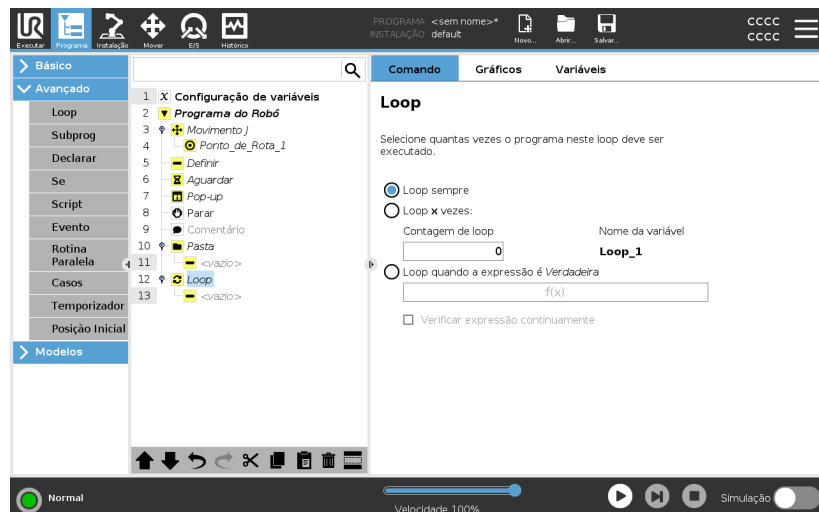 Executar
Programa
Instalação
Mover
E/S
Histórico
PROGRAMA <sem nome>*
INSTALAÇÃO default
Novo...
Abrir...
Salvar...
CCCC
CCCC
Básico
Avançado
Loop
Subprog
Declarar
Se
Script
Evento
Rotina
Paralela
Casos
Temporizador
Posição Inicial
Modelos
1 x Configuração de variáveis
2 Programa do Robô
3 Movimento J
4 Ponto_de_Rota_1
5 Definir
6 Aguardar
7 Pop-up
8 Parar
9 Comentário
10 Pasta
11 <vazio>
12 Loop
13 <vazio>
Comando Gráficos Variáveis
Loop
Selecione quantas vezes o programa neste loop deve ser
executado.
Loop sempre
Loop x vezes:
Contagem de loop Nome da variável
0 Loop_1
Loop quando a expressão é Verdadeira
f(x)
Verificar expressão continuamente
Normal
Velocidade 100%
Simulação